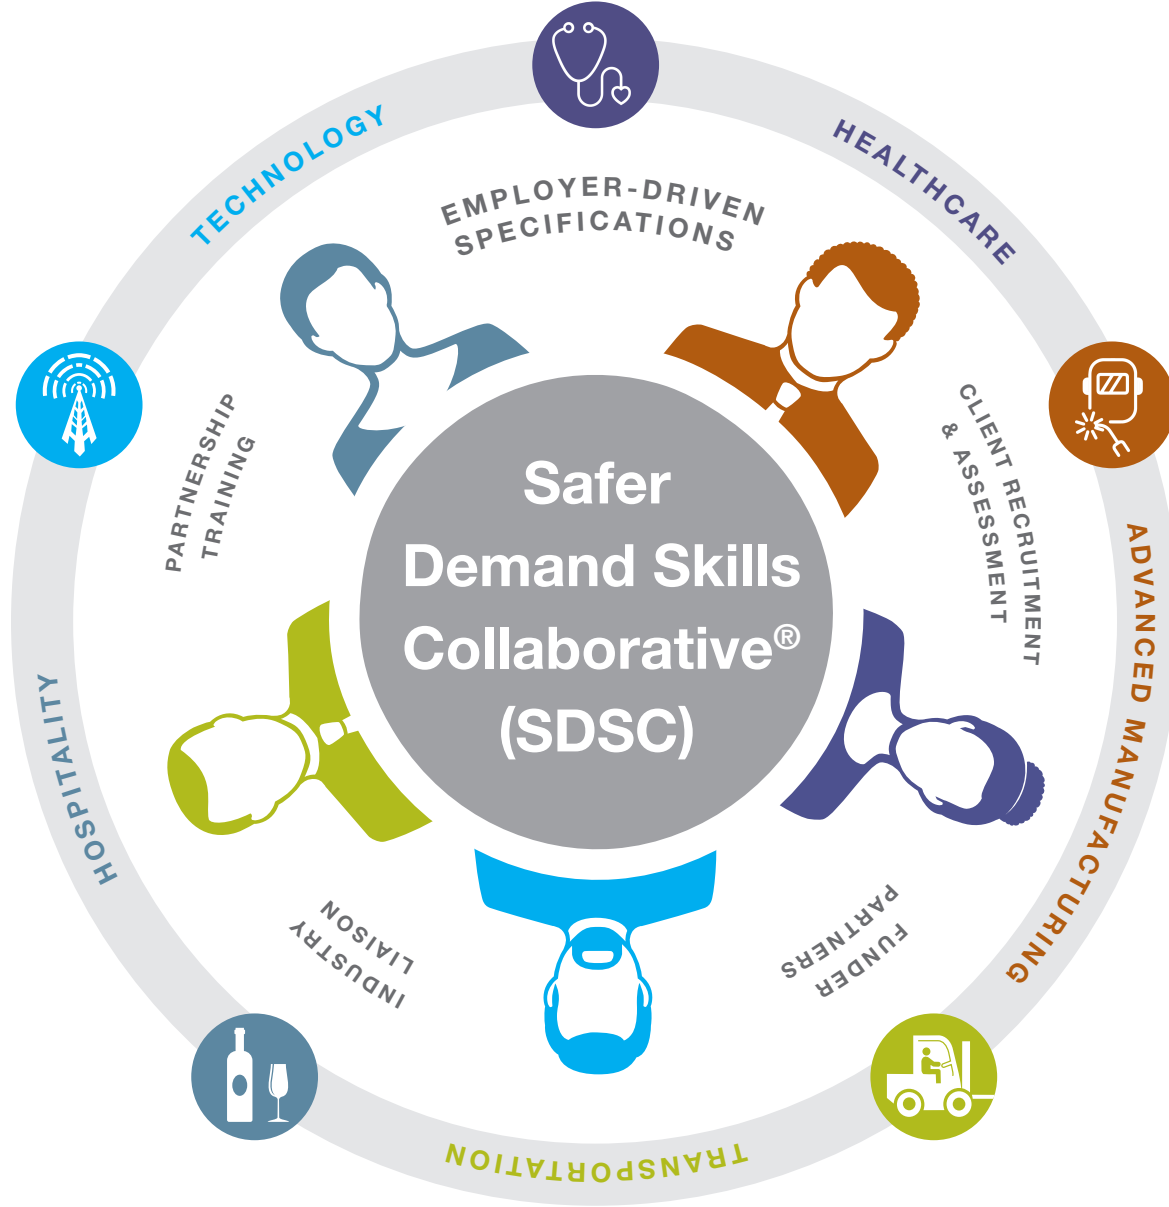 TECHNOLOGY
HEALTHCARE
EMPLOYER-DRIVEN
SPECIFICATIONS
PARTNERSHIP
TRAINING
CLIENT RECRUITMENT
& ASSESSMENT
Safer
Demand Skills
Collaborative®
(SDSC)
ADVANCED MANUFACTURING
HOSPITALITY
INDUSTRY
LIAISON
FUNDER
PARTNERS
TRANSPORTATION